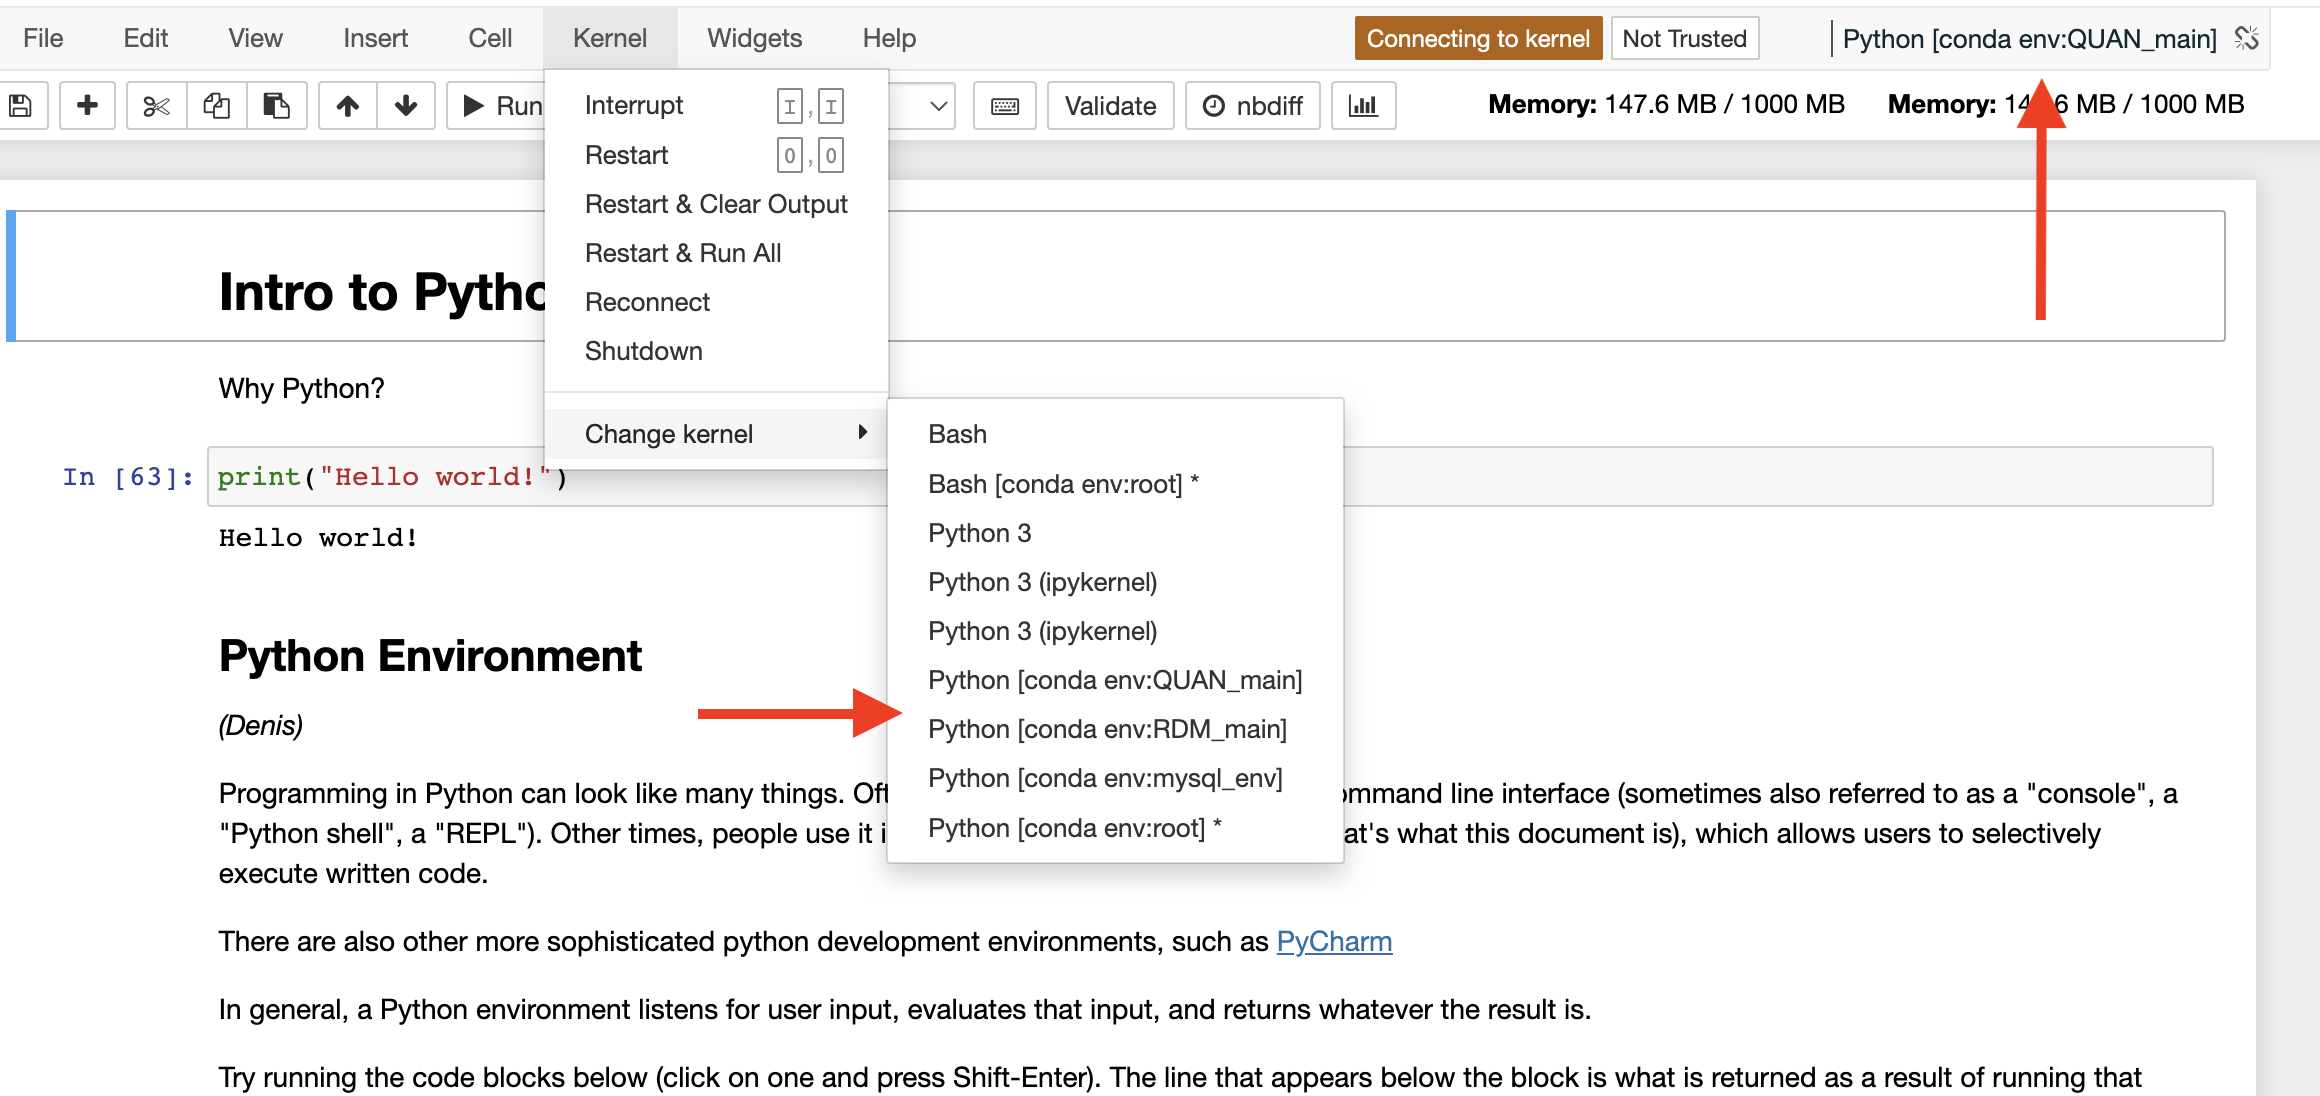 File Edit View Insert Cell Kernel Widgets Help Connecting to kernel Not Trusted Python [conda env:QUAN_main]
Run Validate nbdiff Memory: 147.6 MB / 1000 MB Memory: 14 6 MB / 1000 MB
Interrupt I , I
Restart 0 , 0
Restart & Clear Output
Restart & Run All
Reconnect
Shutdown
Change kernel
Bash
Bash [conda env:root] *
Python 3
Python 3 (ipykernel)
Python 3 (ipykernel)
Python [conda env:QUAN_main]
Python [conda env:RDM_main]
Python [conda env:mysql_env]
Python [conda env:root] *
Intro to Pytho
Why Python?
In [63]: print("Hello world!")
Hello world!
Python Environment
(Denis)
Programming in Python can look like many things. mmand line interface (sometimes also referred to as a "console", a
"Python shell", a "REPL"). Other times, people use it at's what this document is), which allows users to selectively
execute written code.
There are also other more sophisticated python development environments, such as PyCharm
In general, a Python environment listens for user input, evaluates that input, and returns whatever the result is.
Try running the code blocks below (click on one and press Shift-Enter). The line that appears below the block is what is returned as a result of running that